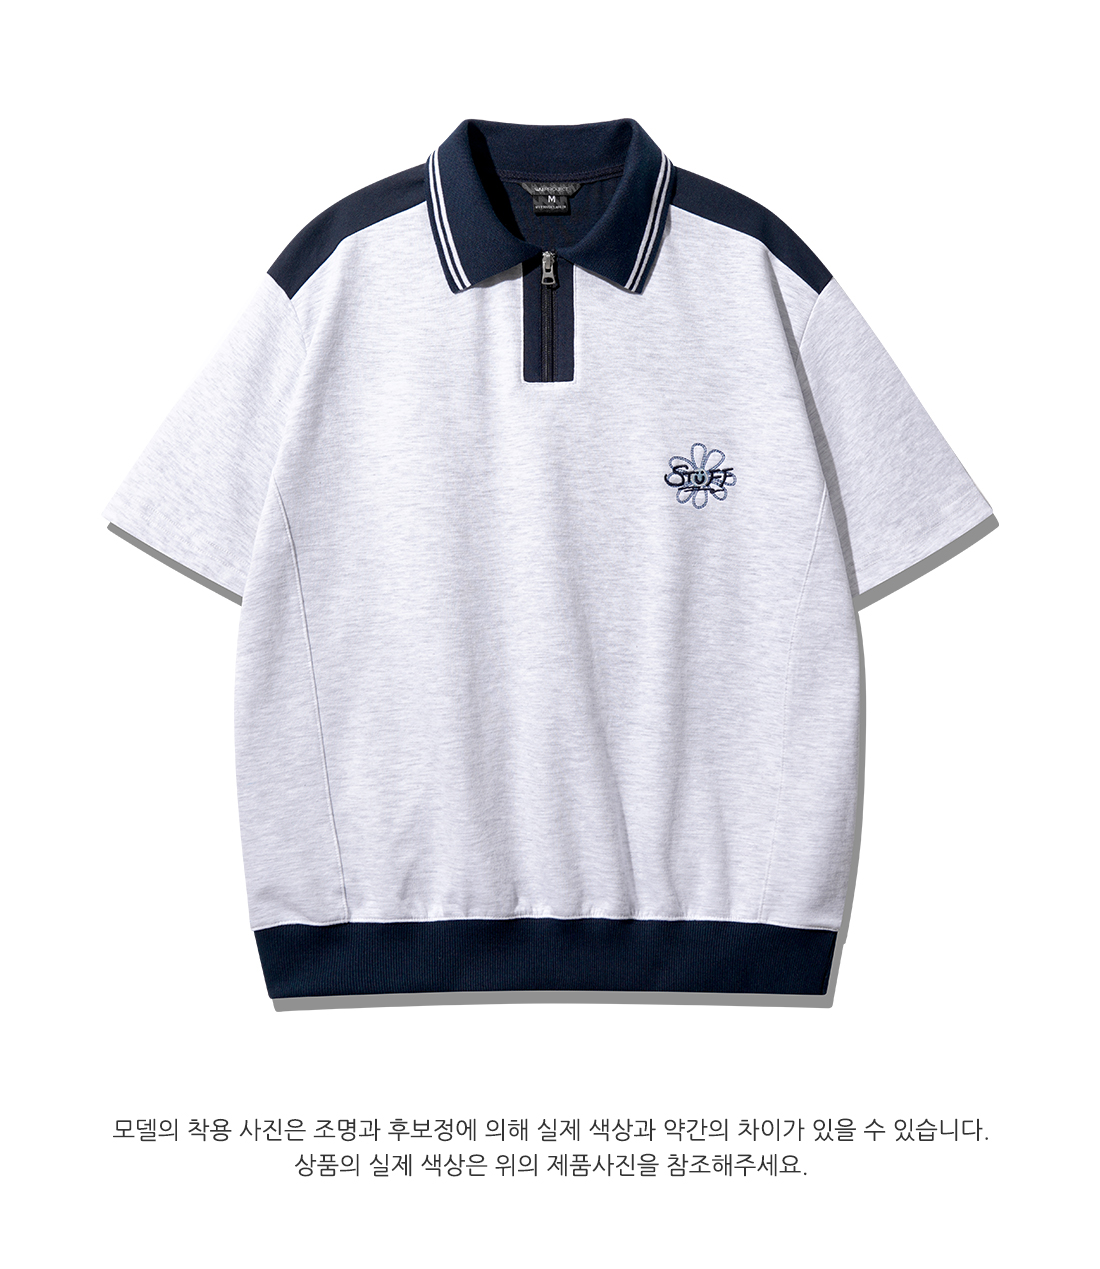 M
STUFF
모델의 착용 사진은 조명과 후보정에 의해 실제 색상과 약간의 차이가 있을 수 있습니다.
상품의 실제 색상은 위의 제품사진을 참조해주세요.